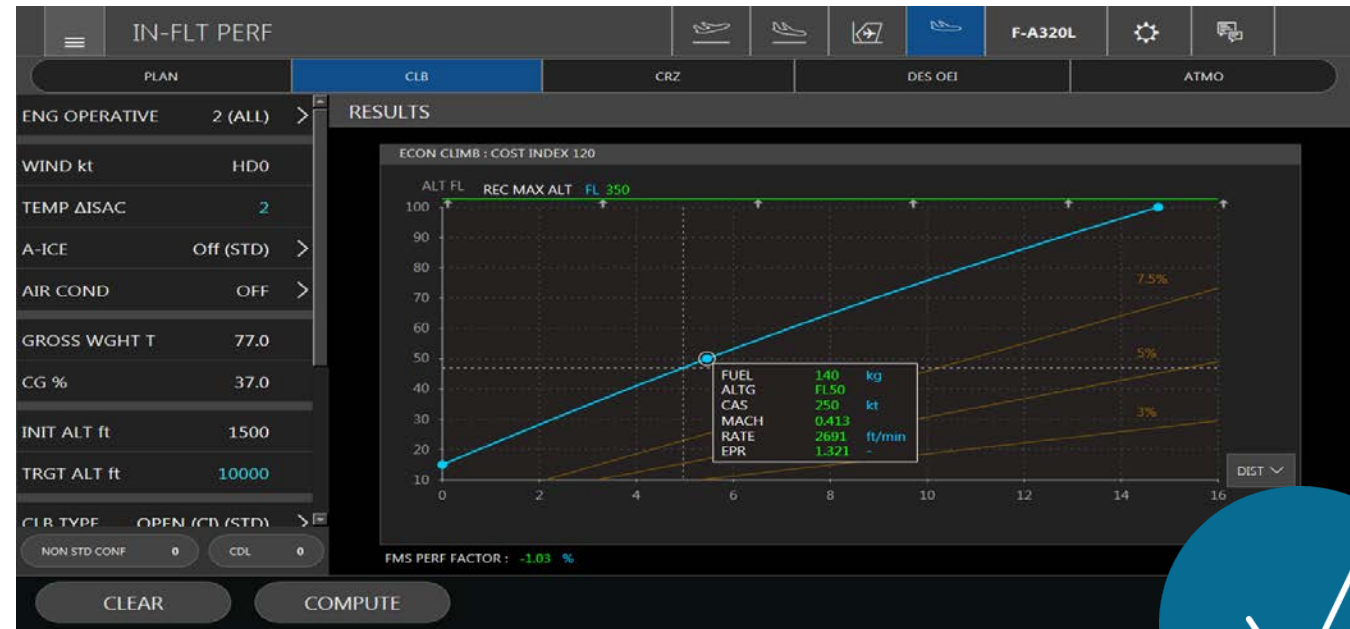 IN-FLT PERF
F-A320L
PLAN
CLB
CRZ
DES OEI
ATMO
ENG OPERATIVE 2 (ALL) >
WIND kt HD0
TEMP ΔISAC 2
A-ICE Off (STD) >
AIR COND OFF >
GROSS WGHT T 77.0
CG % 37.0
INIT ALT ft 1500
TRGT ALT ft 10000
CLB TYPE OPEN (CI) (STD) >
NON STD CONF 0
CDL 0
RESULTS
ECON CLIMB : COST INDEX 120
ALT FL
REC MAX ALT FL 350
100
90
80
70
60
50
40
30
20
10
7.5%
5%
3%
FUEL 140 kg
ALTG FL50
CAS 250 kt
MACH 0.413
RATE 2691 ft/min
EPR 1.321 -
DIST
0 2 4 6 8 10 12 14 16
FMS PERF FACTOR : -1.03 %
CLEAR
COMPUTE